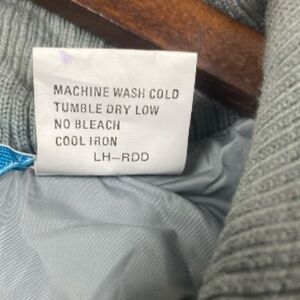 MACHINE WASH COLD
TUMBLE DRY LOW
NO BLEACH
COOL IRON
LH-RDD